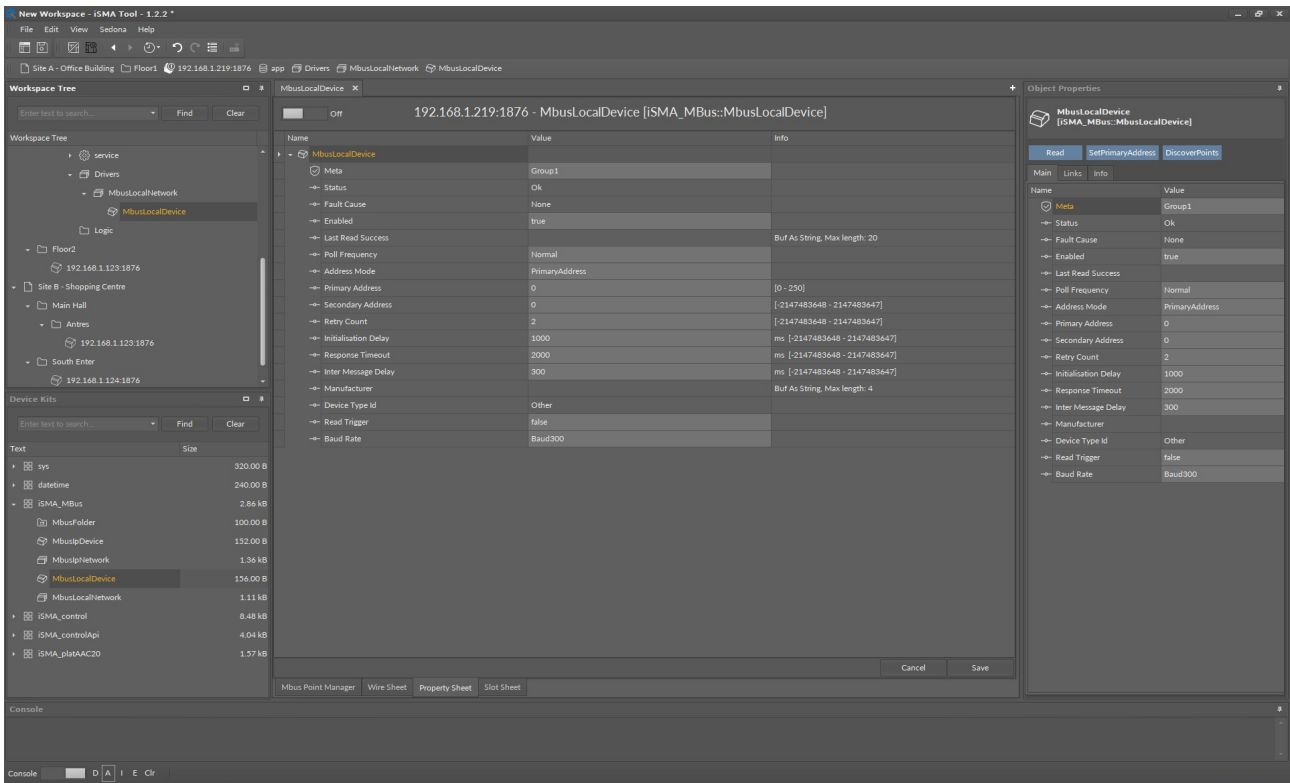 New Workspace - iSMA Tool - 1.2.2 *
File Edit View Sedona Help
Site A - Office Building Floor1 192.168.1.219:1876 app Drivers MbusLocalNetwork MbusLocalDevice
Workspace Tree
Enter text to search... Find Clear
Workspace Tree
service
Drivers
MbusLocalNetwork
MbusLocalDevice
Logic
Floor2
192.168.1.123:1876
Site B - Shopping Centre
Main Hall
Antres
192.168.1.123:1876
South Enter
192.168.1.124:1876
Device Kits
Enter text to search... Find Clear
Text Size
sys 320.00 B
datetime 240.00 B
iSMA_MBus 2.86 kB
MbusFolder 100.00 B
MbusIpDevice 152.00 B
MbusIpNetwork 1.36 kB
MbusLocalDevice 156.00 B
MbusLocalNetwork 1.11 kB
iSMA_control 8.48 kB
iSMA_controlApi 4.04 kB
iSMA_platAAC20 1.57 kB
MbusLocalDevice
Off 192.168.1.219:1876 - MbusLocalDevice [iSMA_MBus::MbusLocalDevice]
Name Value Info
MbusLocalDevice
Meta Group1
Status Ok
Fault Cause None
Enabled true
Last Read Success Buf As String, Max length: 20
Poll Frequency Normal
Address Mode PrimaryAddress
Primary Address 0 [0 - 250]
Secondary Address 0 [-2147483648 - 2147483647]
Retry Count 2 [-2147483648 - 2147483647]
Initialisation Delay 1000 ms [-2147483648 - 2147483647]
Response Timeout 2000 ms [-2147483648 - 2147483647]
Inter Message Delay 300 ms [-2147483648 - 2147483647]
Manufacturer Buf As String, Max length: 4
Device Type Id Other
Read Trigger false
Baud Rate Baud300
Cancel Save
Mbus Point Manager Wire Sheet Property Sheet Slot Sheet
Object Properties
MbusLocalDevice
[iSMA_MBus::MbusLocalDevice]
Read SetPrimaryAddress DiscoverPoints
Main Links Info
Name Value
Meta Group1
Status Ok
Fault Cause None
Enabled true
Last Read Success
Poll Frequency Normal
Address Mode PrimaryAddress
Primary Address 0
Secondary Address 0
Retry Count 2
Initialisation Delay 1000
Response Timeout 2000
Inter Message Delay 300
Manufacturer
Device Type Id Other
Read Trigger false
Baud Rate Baud300
Console
Console D A I E Clr